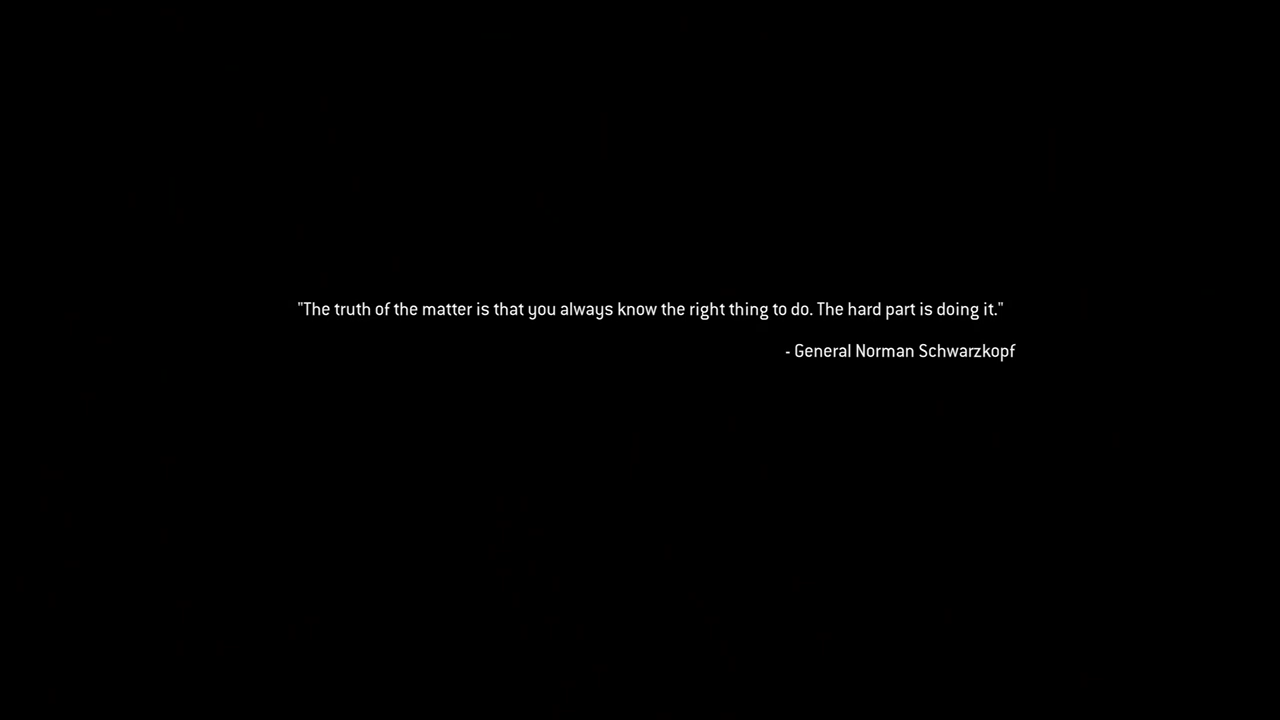 "The truth of the matter is that you always know the right thing to do. The hard part is doing it."
- General Norman Schwarzkopf